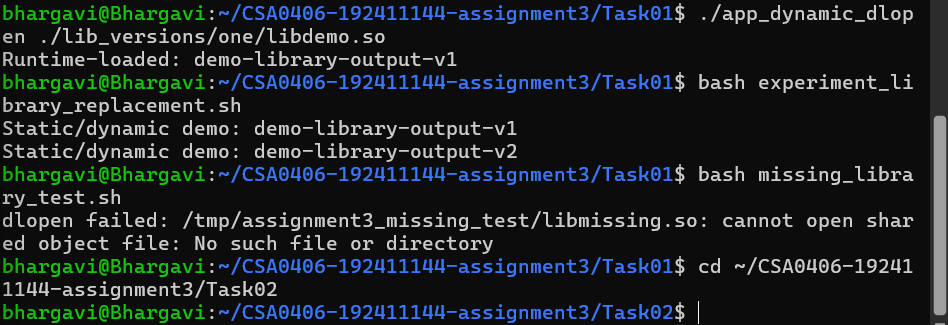 bhargavi@Bhargavi:~/CSA0406-192411144-assignment3/Task01$ ./app_dynamic_dlop
en ./lib_versions/one/libdemo.so
Runtime-loaded: demo-library-output-v1
bhargavi@Bhargavi:~/CSA0406-192411144-assignment3/Task01$ bash experiment_li
brary_replacement.sh
Static/dynamic demo: demo-library-output-v1
Static/dynamic demo: demo-library-output-v2
bhargavi@Bhargavi:~/CSA0406-192411144-assignment3/Task01$ bash missing_libra
ry_test.sh
dlopen failed: /tmp/assignment3_missing_test/libmissing.so: cannot open shar
ed object file: No such file or directory
bhargavi@Bhargavi:~/CSA0406-192411144-assignment3/Task01$ cd ~/CSA0406-19241
1144-assignment3/Task02
bhargavi@Bhargavi:~/CSA0406-192411144-assignment3/Task02$